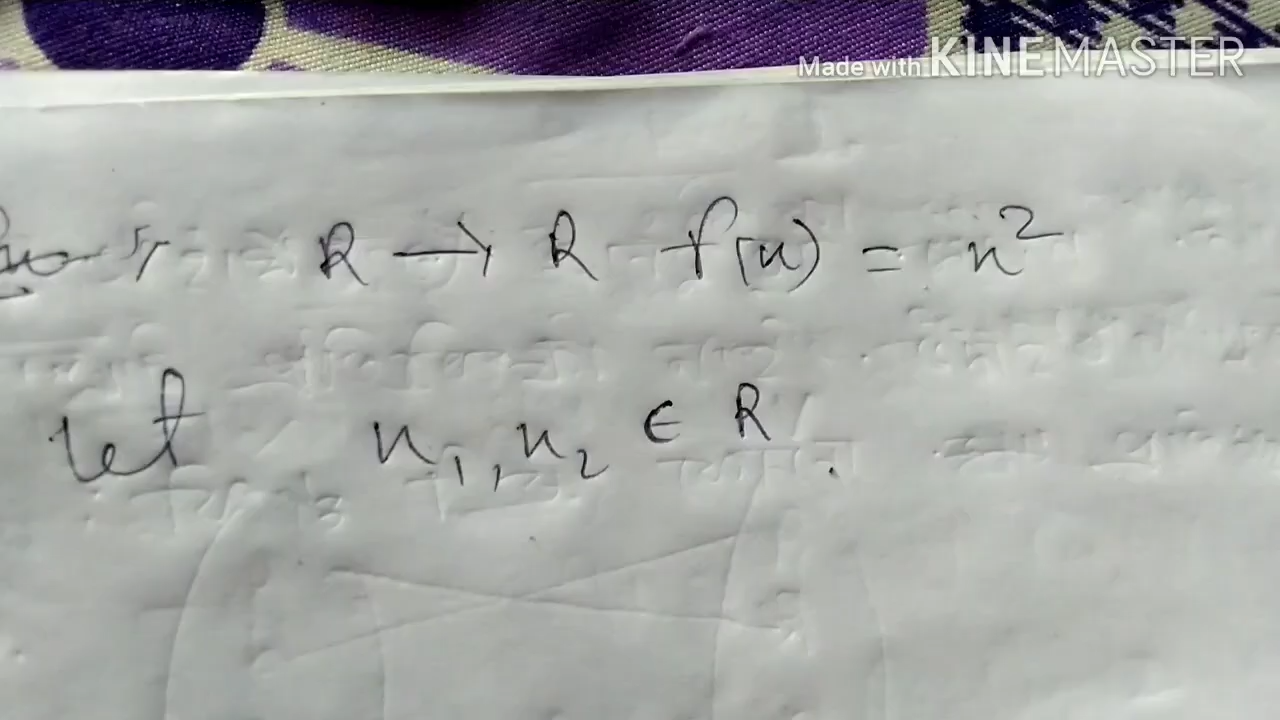 Made with KINEMASTER
R → R f(x) = x²
let x₁, x₂ ∈ R.